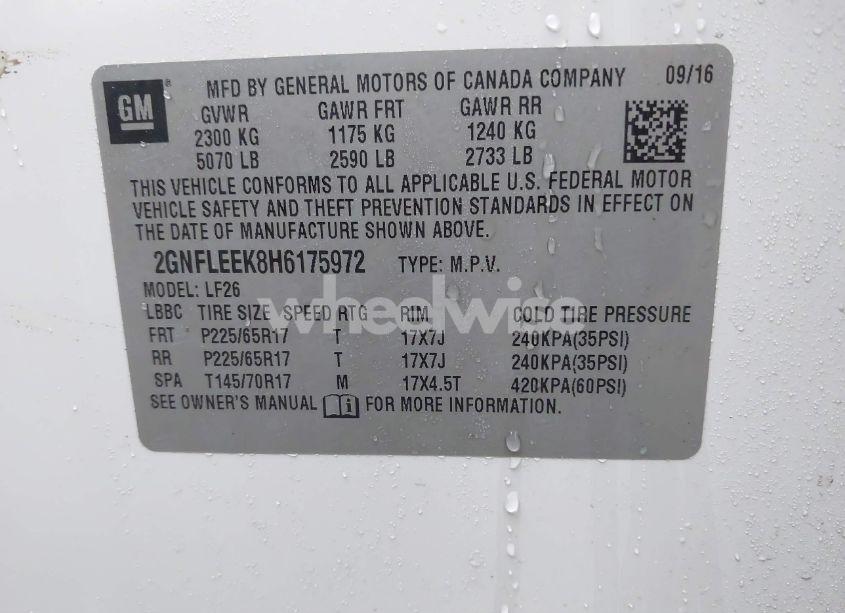 GM ® MFD BY GENERAL MOTORS OF CANADA COMPANY 09/16
GVWR GAWR FRT GAWR RR
2300 KG 1175 KG 1240 KG
5070 LB 2590 LB 2733 LB
THIS VEHICLE CONFORMS TO ALL APPLICABLE U.S. FEDERAL MOTOR
VEHICLE SAFETY AND THEFT PREVENTION STANDARDS IN EFFECT ON
THE DATE OF MANUFACTURE SHOWN ABOVE.
2GNFLEEK8H6175972 TYPE: M.P.V.
MODEL: LF26
wheelwise
LBBC TIRE SIZE SPEED RTG RIM COLD TIRE PRESSURE
FRT P225/65R17 T 17X7J 240KPA(35PSI)
RR P225/65R17 T 17X7J 240KPA(35PSI)
SPA T145/70R17 M 17X4.5T 420KPA(60PSI)
SEE OWNER'S MANUAL i FOR MORE INFORMATION.